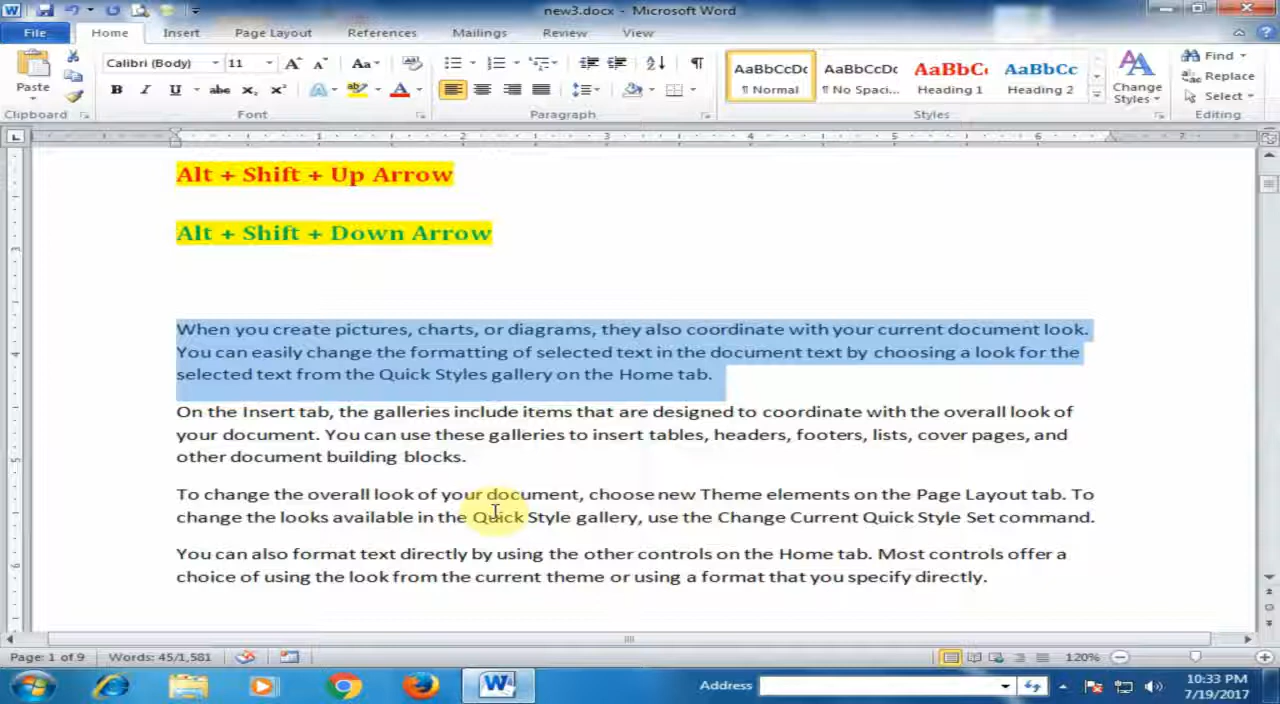 new3.docx - Microsoft Word
File Home Insert Page Layout References Mailings Review View
Paste
Calibri (Body) 11
AaBbCcDc AaBbCcDc AaBbC AaBbCc
¶ Normal ¶ No Spaci... Heading 1 Heading 2
Change Styles
Find
Replace
Select
Clipboard Font Paragraph Styles Editing
1 2 3 4 5 6 7
Alt + Shift + Up Arrow
Alt + Shift + Down Arrow
When you create pictures, charts, or diagrams, they also coordinate with your current document look.
You can easily change the formatting of selected text in the document text by choosing a look for the
selected text from the Quick Styles gallery on the Home tab.
On the Insert tab, the galleries include items that are designed to coordinate with the overall look of
your document. You can use these galleries to insert tables, headers, footers, lists, cover pages, and
other document building blocks.
To change the overall look of your document, choose new Theme elements on the Page Layout tab. To
change the looks available in the Quick Style gallery, use the Change Current Quick Style Set command.
You can also format text directly by using the other controls on the Home tab. Most controls offer a
choice of using the look from the current theme or using a format that you specify directly.
Page: 1 of 9 Words: 45/1,581 120%
Address
10:33 PM
7/19/2017